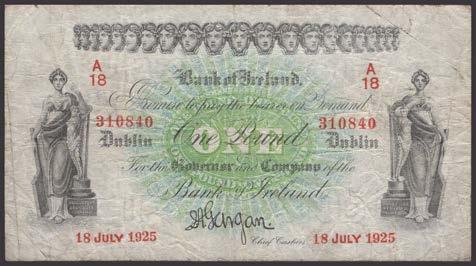 Bank of Ireland.
A
18
A
18
Promise to pay the Bearer, on Demand
310840
One Pound
310840
Dublin
ONE
Dublin
For the Governor and Company of the
Bank of Ireland
18 JULY 1925
Chief Cashier
18 JULY 1925